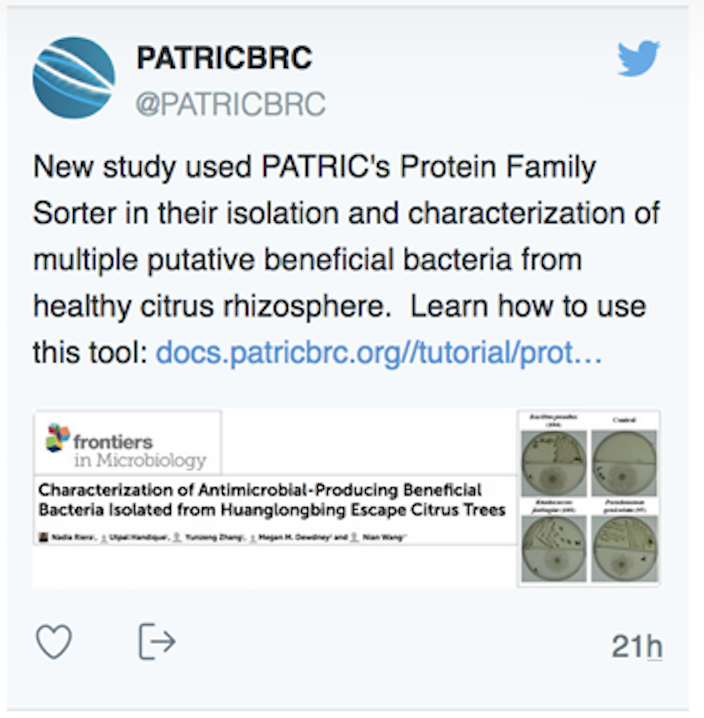 PATRICBRC
@PATRICBRC
New study used PATRIC's Protein Family
Sorter in their isolation and characterization of
multiple putative beneficial bacteria from
healthy citrus rhizosphere. Learn how to use
this tool: docs.patricbrc.org//tutorial/prot…
frontiers
in Microbiology
Characterization of Antimicrobial-Producing Beneficial
Bacteria Isolated from Huanglongbing Escape Citrus Trees
Nadia Riera, Utpal Handique, Yunzeng Zhang, Megan M. Dewdney and Nian Wang
Control
21h